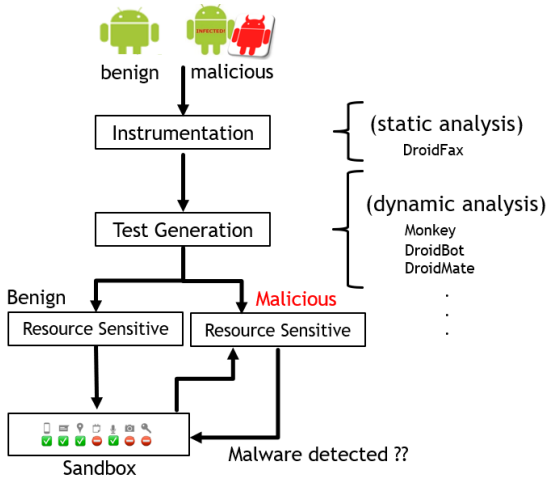 INFECTED!
benign
malicious
Instrumentation
(static analysis)
DroidFax
Test Generation
(dynamic analysis)
Monkey
DroidBot
DroidMate
.
.
.
Benign
Malicious
Resource Sensitive
Resource Sensitive
Sandbox
Malware detected ??